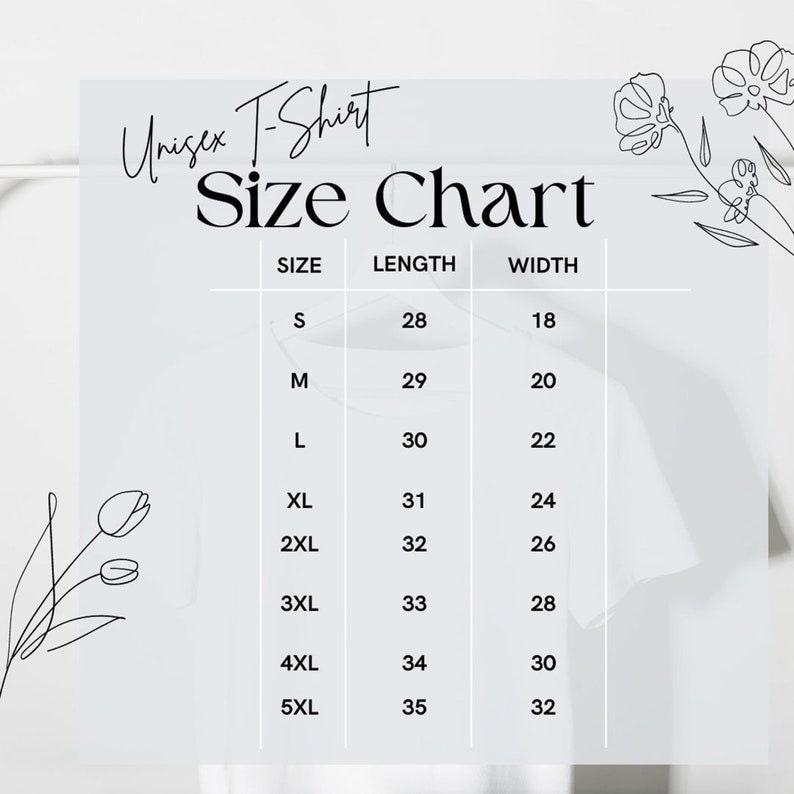 Unisex T-Shirt
Size Chart
SIZE LENGTH WIDTH
S 28 18
M 29 20
L 30 22
XL 31 24
2XL 32 26
3XL 33 28
4XL 34 30
5XL 35 32